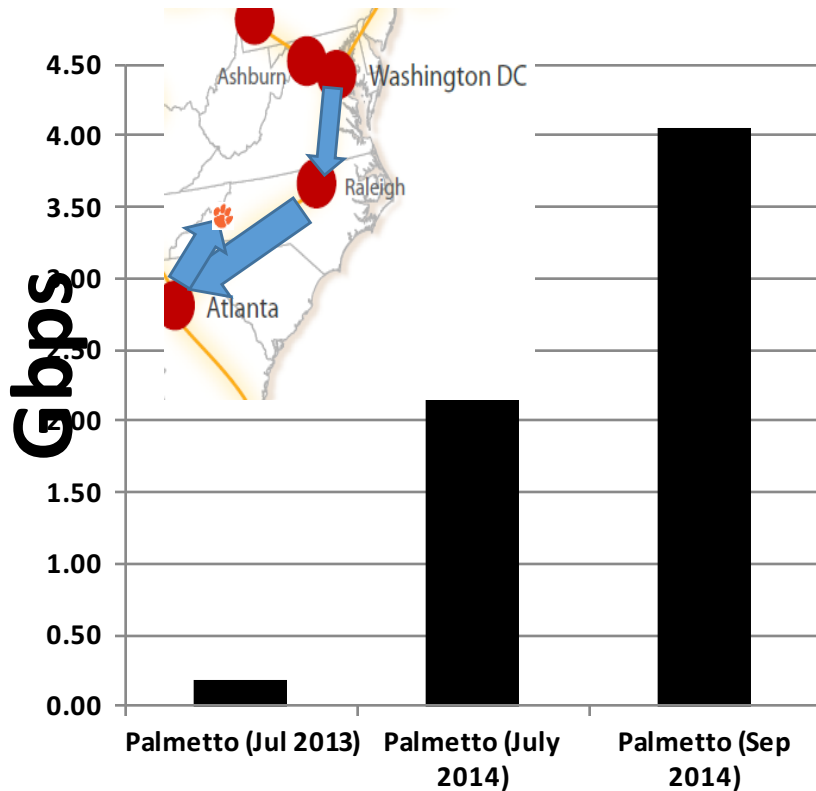 4.50
Ashburn
Washington DC
4.00
3.50
Raleigh
3.00
Atlanta
Gbps
2.50
2.00
1.50
1.00
0.50
0.00
Palmetto (Jul 2013)
Palmetto (July
2014)
Palmetto (Sep
2014)